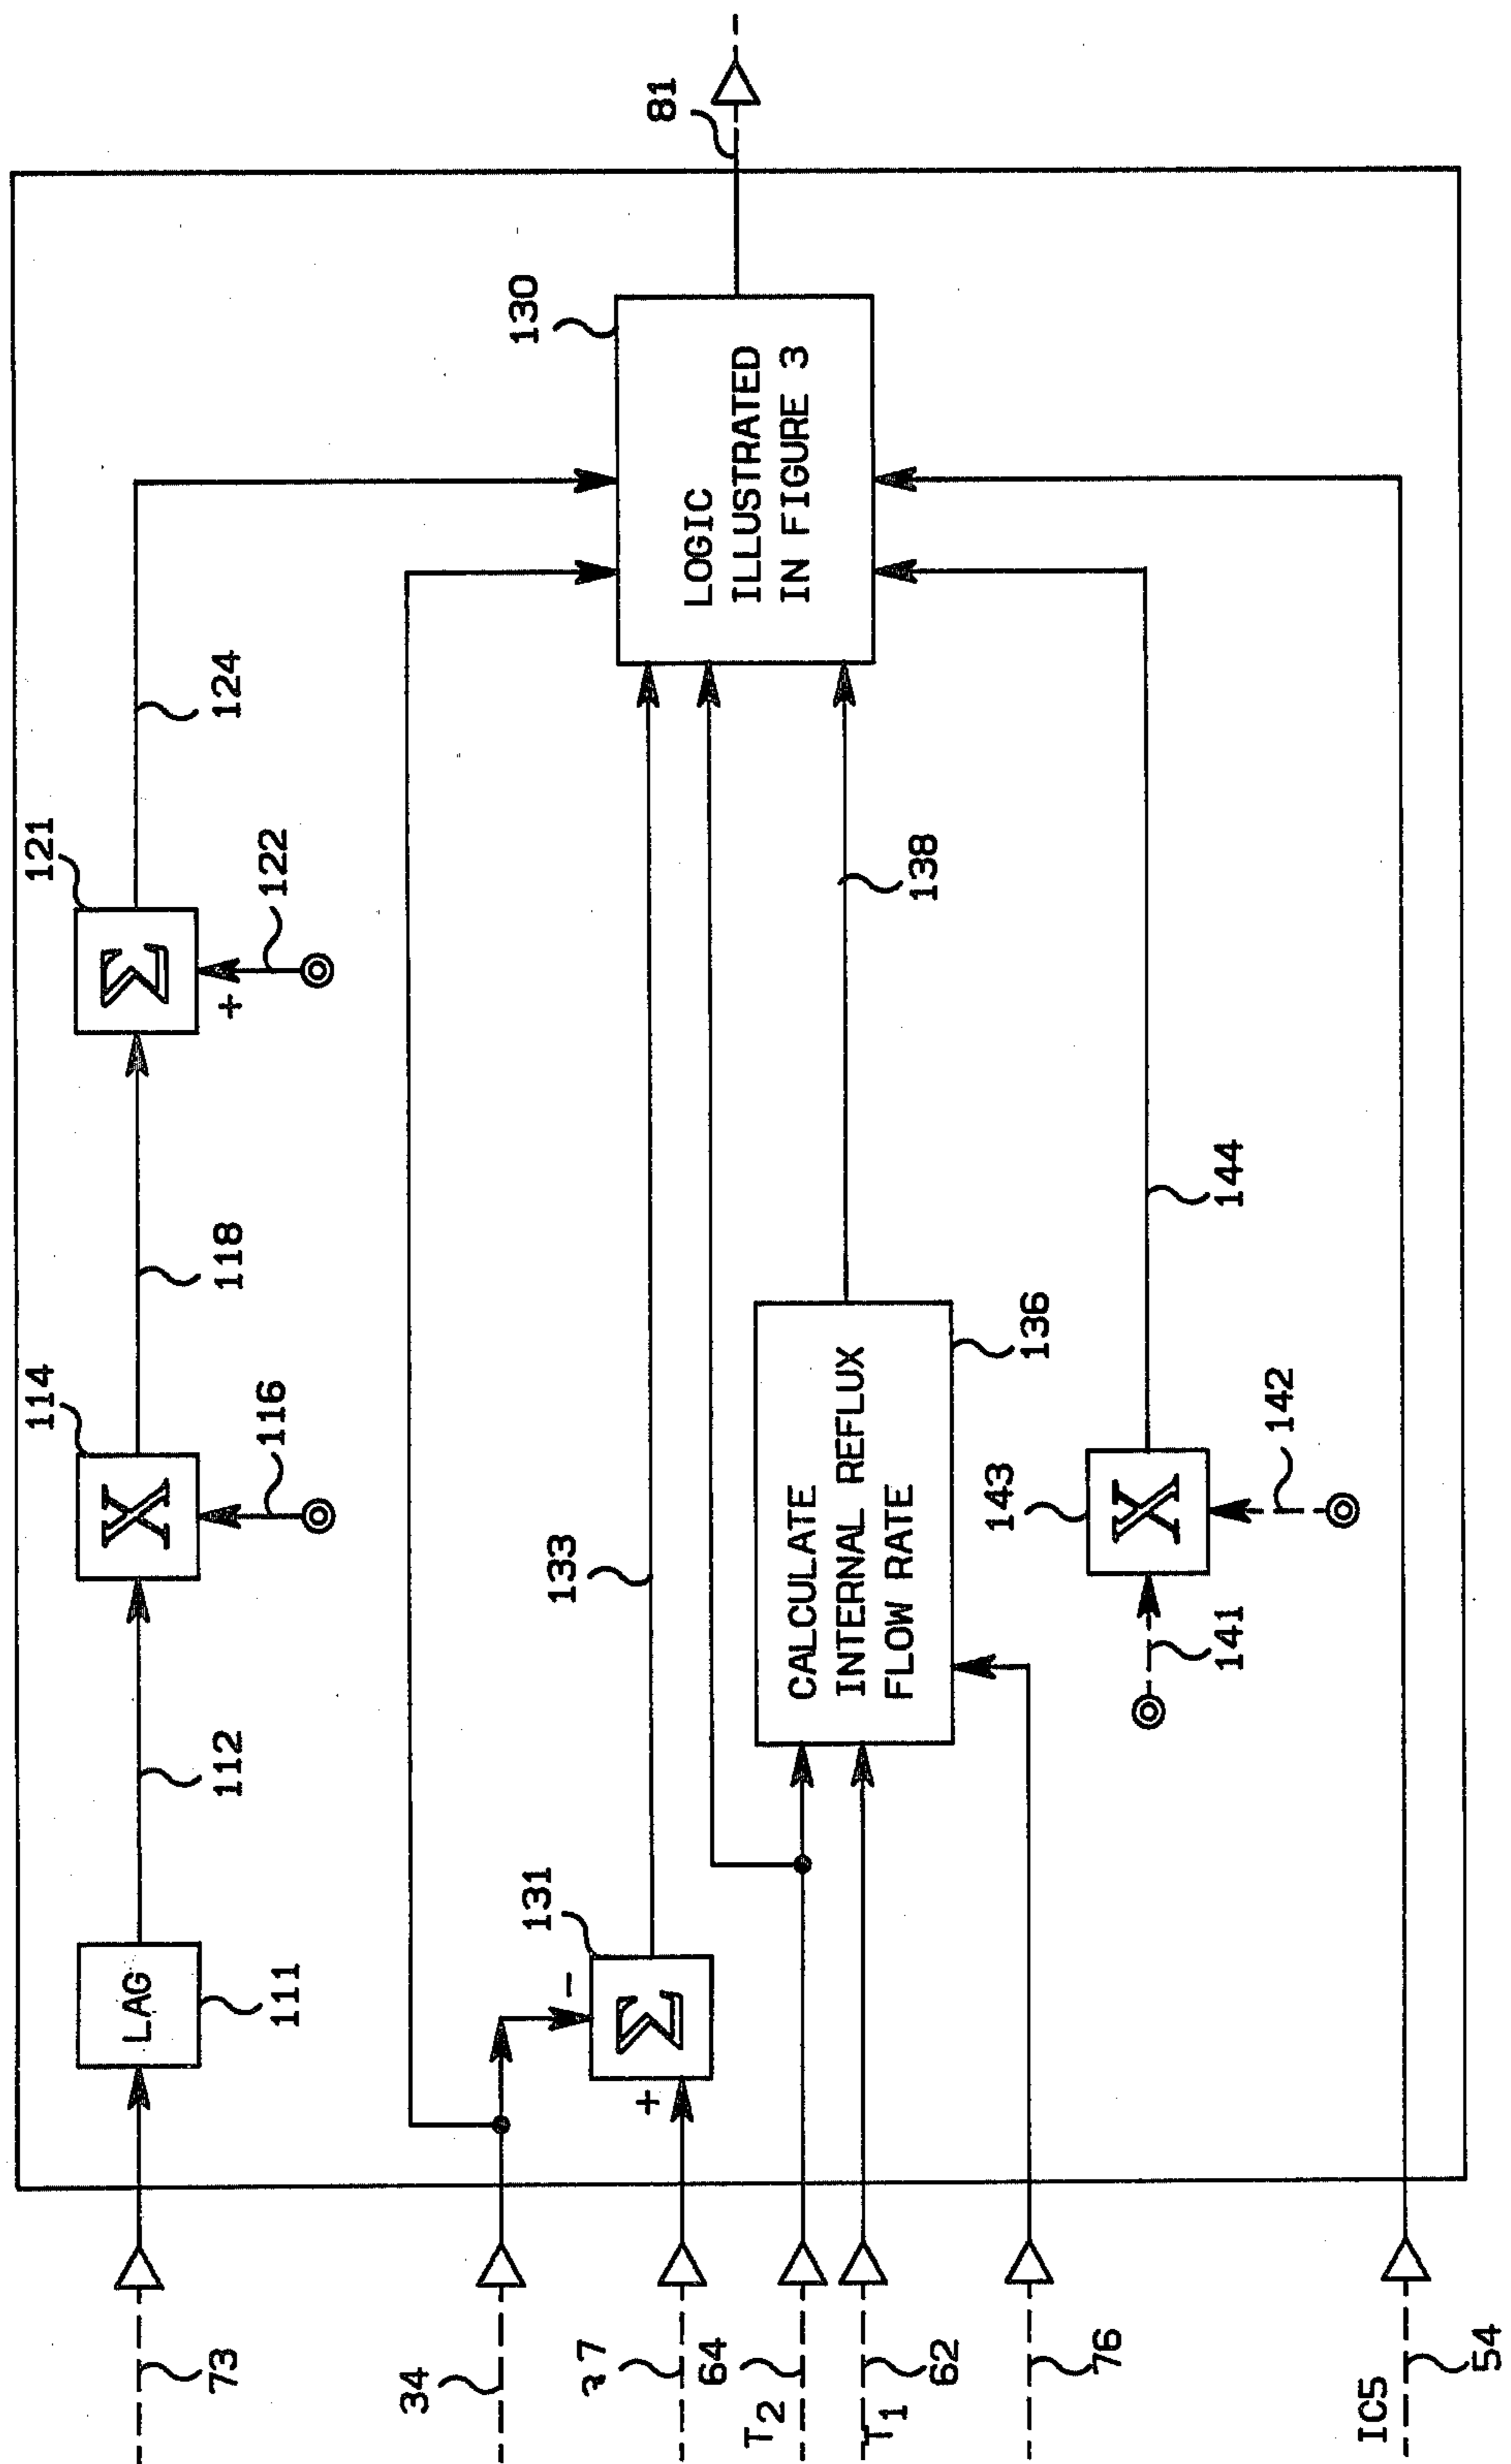 73
LAG
111
112
114
X
116
118
121
Σ
+
122
124
34
37
+
-
Σ
131
133
64
T2
T1
62
76
CALCULATE
INTERNAL REFLUX
FLOW RATE
136
138
130
LOGIC
ILLUSTRATED
IN FIGURE 3
81
141
143
X
142
144
IC5
54